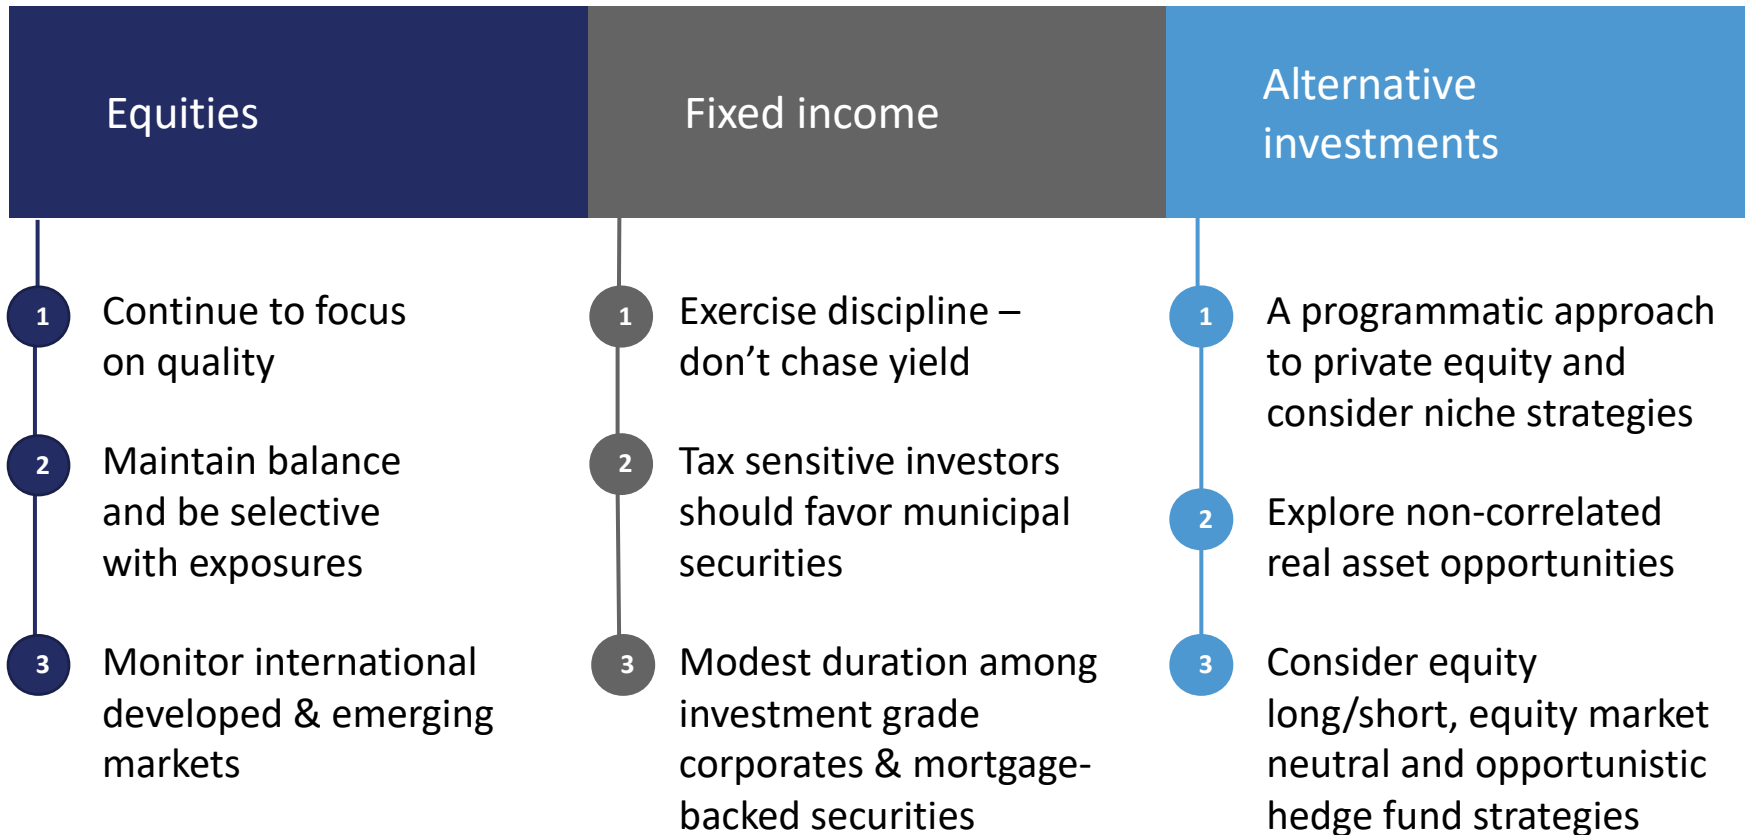 Equities
1
Continue to focus
on quality
2
Maintain balance
and be selective
with exposures
3
Monitor international
developed & emerging
markets
Fixed income
1
Exercise discipline –
don’t chase yield
2
Tax sensitive investors
should favor municipal
securities
3
Modest duration among
investment grade
corporates & mortgage-
backed securities
Alternative
investments
1
A programmatic approach
to private equity and
consider niche strategies
2
Explore non-correlated
real asset opportunities
3
Consider equity
long/short, equity market
neutral and opportunistic
hedge fund strategies